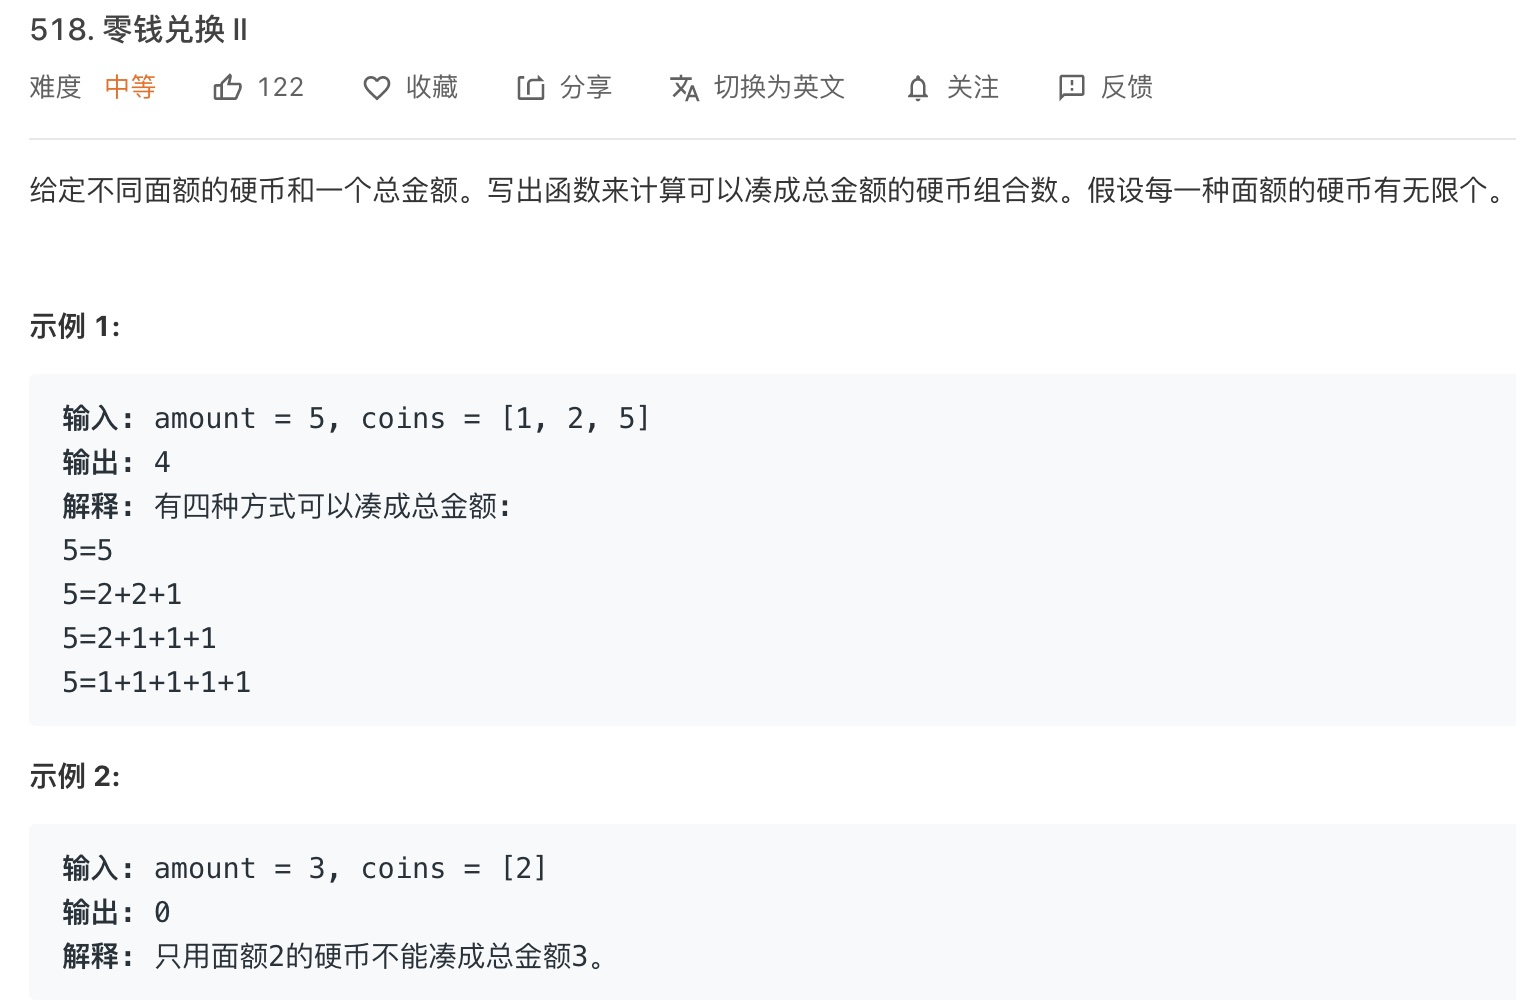 518. 零钱兑换 II
难度 中等 122 收藏 分享 切换为英文 关注 反馈
给定不同面额的硬币和一个总金额。写出函数来计算可以凑成总金额的硬币组合数。假设每一种面额的硬币有无限个。
示例 1:
输入: amount = 5, coins = [1, 2, 5]
输出: 4
解释: 有四种方式可以凑成总金额:
5=5
5=2+2+1
5=2+1+1+1
5=1+1+1+1+1
示例 2:
输入: amount = 3, coins = [2]
输出: 0
解释: 只用面额2的硬币不能凑成总金额3。